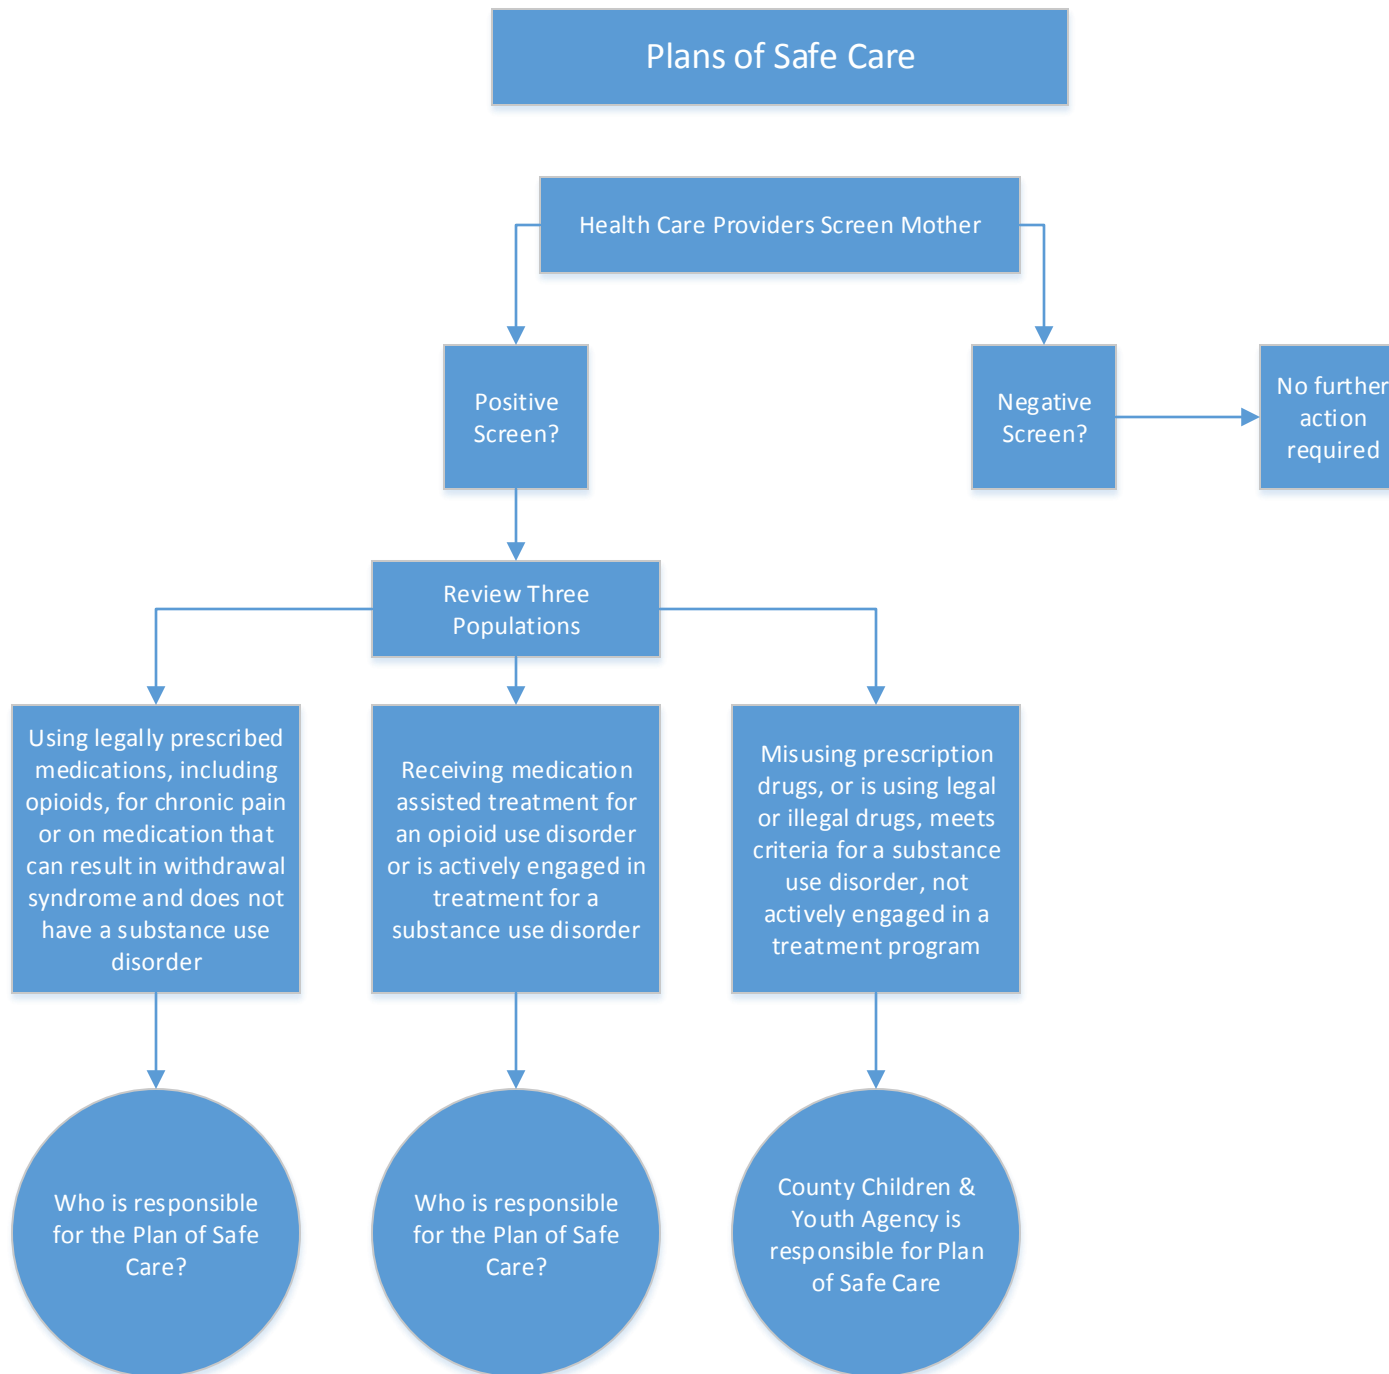 Plans of Safe Care
Health Care Providers Screen Mother
Positive
Screen?
Negative
Screen?
No further
action
required
Review Three
Populations
Using legally prescribed
medications, including
opioids, for chronic pain
or on medication that
can result in withdrawal
syndrome and does not
have a substance use
disorder
Receiving medication
assisted treatment for
an opioid use disorder
or is actively engaged in
treatment for a
substance use disorder
Misusing prescription
drugs, or is using legal
or illegal drugs, meets
criteria for a substance
use disorder, not
actively engaged in a
treatment program
Who is responsible
for the Plan of Safe
Care?
Who is responsible
for the Plan of Safe
Care?
County Children &
Youth Agency is
responsible for Plan
of Safe Care